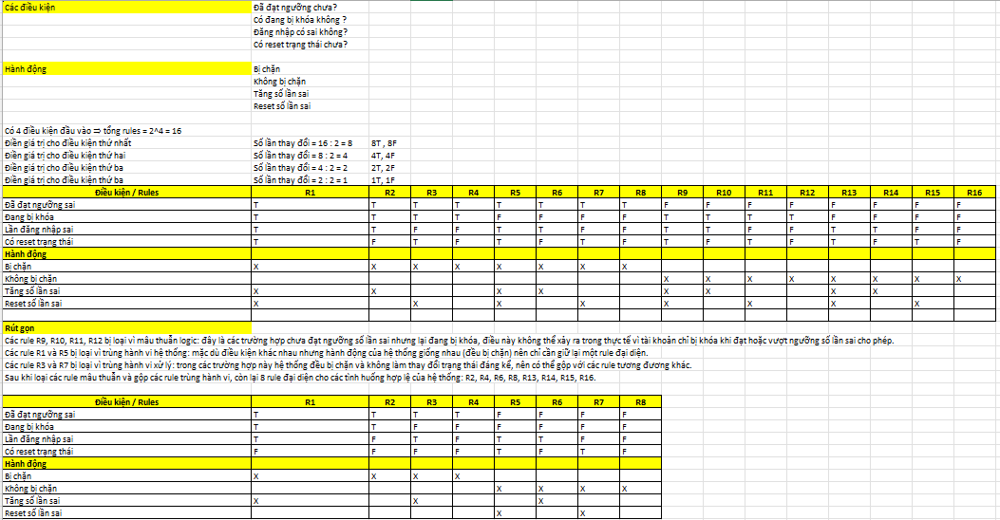 Các điều kiện Đã đạt ngưỡng chưa?
Có đang bị khóa không ?
Đăng nhập có sai không?
Có reset trạng thái chưa?
Hành động Bị chặn
Không bị chặn
Tăng số lần sai
Reset số lần sai
Có 4 điều kiện đầu vào => tổng rules = 2^4 = 16
Điền giá trị cho điều kiện thứ nhất Số lần thay đổi = 16 : 2 = 8 8T , 8F
Điền giá trị cho điều kiện thứ hai Số lần thay đổi = 8 : 2 = 4 4T, 4F
Điền giá trị cho điều kiện thứ ba Số lần thay đổi = 4 : 2 = 2 2T, 2F
Điền giá trị cho điều kiện thứ ba Số lần thay đổi = 2 : 2 = 1 1T, 1F
Điều kiện / Rules R1 R2 R3 R4 R5 R6 R7 R8 R9 R10 R11 R12 R13 R14 R15 R16
Đã đạt ngưỡng sai T T T T T T T T F F F F F F F F
Đang bị khóa T T T T F F F F T T T T F F F F
Lần đăng nhập sai T T F F T T F F T T F F T T F F
Có reset trạng thái T F T F T F T F T F T F T F T F
Hành động
Bị chặn X X X X X X X X
Không bị chặn X X X X X X X X
Tăng số lần sai X X X X X X X X
Reset số lần sai X X X X X X X X
Rút gọn
Các rule R9, R10, R11, R12 bị loại vì mâu thuẫn logic: đây là các trường hợp chưa đạt ngưỡng số lần sai nhưng lại đang bị khóa, điều này không thể xảy ra trong thực tế vì tài khoản chỉ bị khóa khi đạt hoặc vượt ngưỡng số lần sai cho phép.
Các rule R1 và R5 bị loại vì trùng hành vi hệ thống: mặc dù điều kiện khác nhau nhưng hành động của hệ thống giống nhau (đều bị chặn) nên chỉ cần giữ lại một rule đại diện.
Các rule R3 và R7 bị loại vì trùng hành vi xử lý: trong các trường hợp này hệ thống đều bị chặn và không làm thay đổi trạng thái đáng kể, nên có thể gộp với các rule tương đương khác.
Sau khi loại các rule mâu thuẫn và gộp các rule trùng hành vi, còn lại 8 rule đại diện cho các tình huống hợp lệ của hệ thống: R2, R4, R6, R8, R13, R14, R15, R16.
Điều kiện / Rules R1 R2 R3 R4 R5 R6 R7 R8
Đã đạt ngưỡng sai T T T T F F F F
Đang bị khóa T T F F F F F F
Lần đăng nhập sai T F T F T T F F
Có reset trạng thái F F F F T F T F
Hành động
Bị chặn X X X X
Không bị chặn X X X X
Tăng số lần sai X X X
Reset số lần sai X X